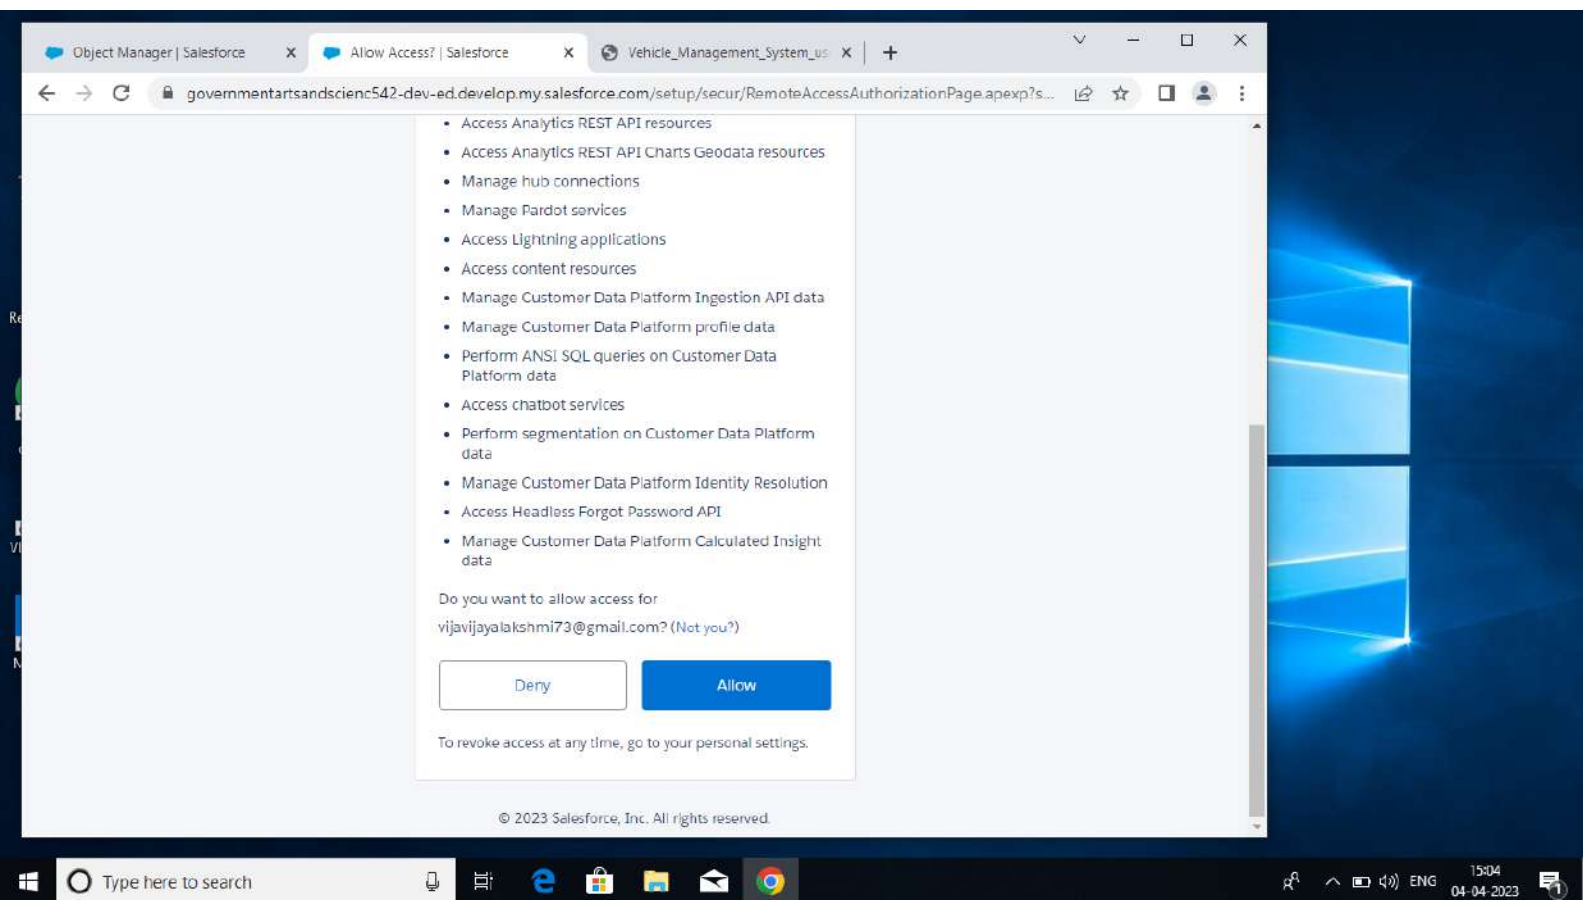 Object Manager | Salesforce
Allow Access? | Salesforce
Vehicle_Management_System_us
governmentartsandscienc542-dev-ed.develop.my.salesforce.com/setup/secur/RemoteAccessAuthorizationPage.apexp?s...
Access Analytics REST API resources
Access Analytics REST API Charts Geodata resources
Manage hub connections
Manage Pardot services
Access Lightning applications
Access content resources
Manage Customer Data Platform Ingestion API data
Manage Customer Data Platform profile data
Perform ANSI SQL queries on Customer Data
Platform data
Access chatbot services
Perform segmentation on Customer Data Platform
data
Manage Customer Data Platform Identity Resolution
Access Headless Forgot Password API
Manage Customer Data Platform Calculated Insight
data
Do you want to allow access for
vijavijayalakshmi73@gmail.com? (Not you?)
Deny
Allow
To revoke access at any time, go to your personal settings.
© 2023 Salesforce, Inc. All rights reserved.
Re
Type here to search
ENG
15:04
04-04-2023
1